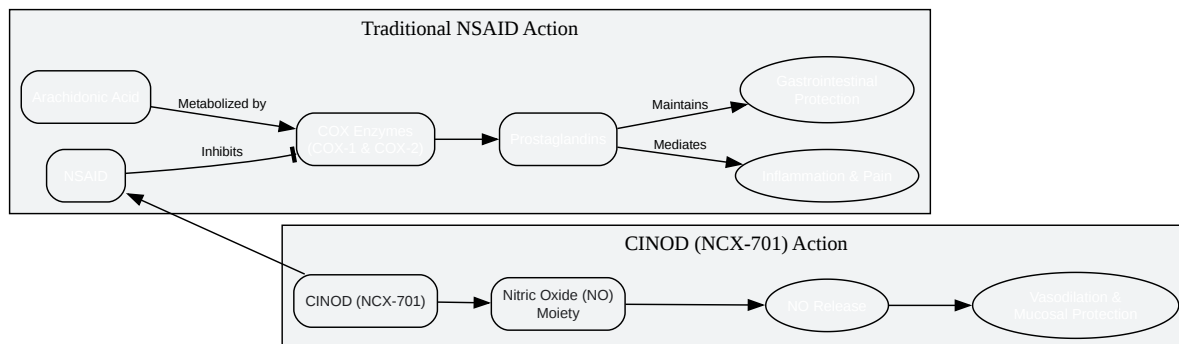 Traditional NSAID Action
Arachidonic Acid
Metabolized by
NSAID
Inhibits
COX Enzymes
(COX-1 & COX-2)
Prostaglandins
Maintains
Mediates
Gastrointestinal
Protection
Inflammation & Pain
CINOD (NCX-701) Action
CINOD (NCX-701)
Nitric Oxide (NO)
Moiety
NO Release
Vasodilation &
Mucosal Protection